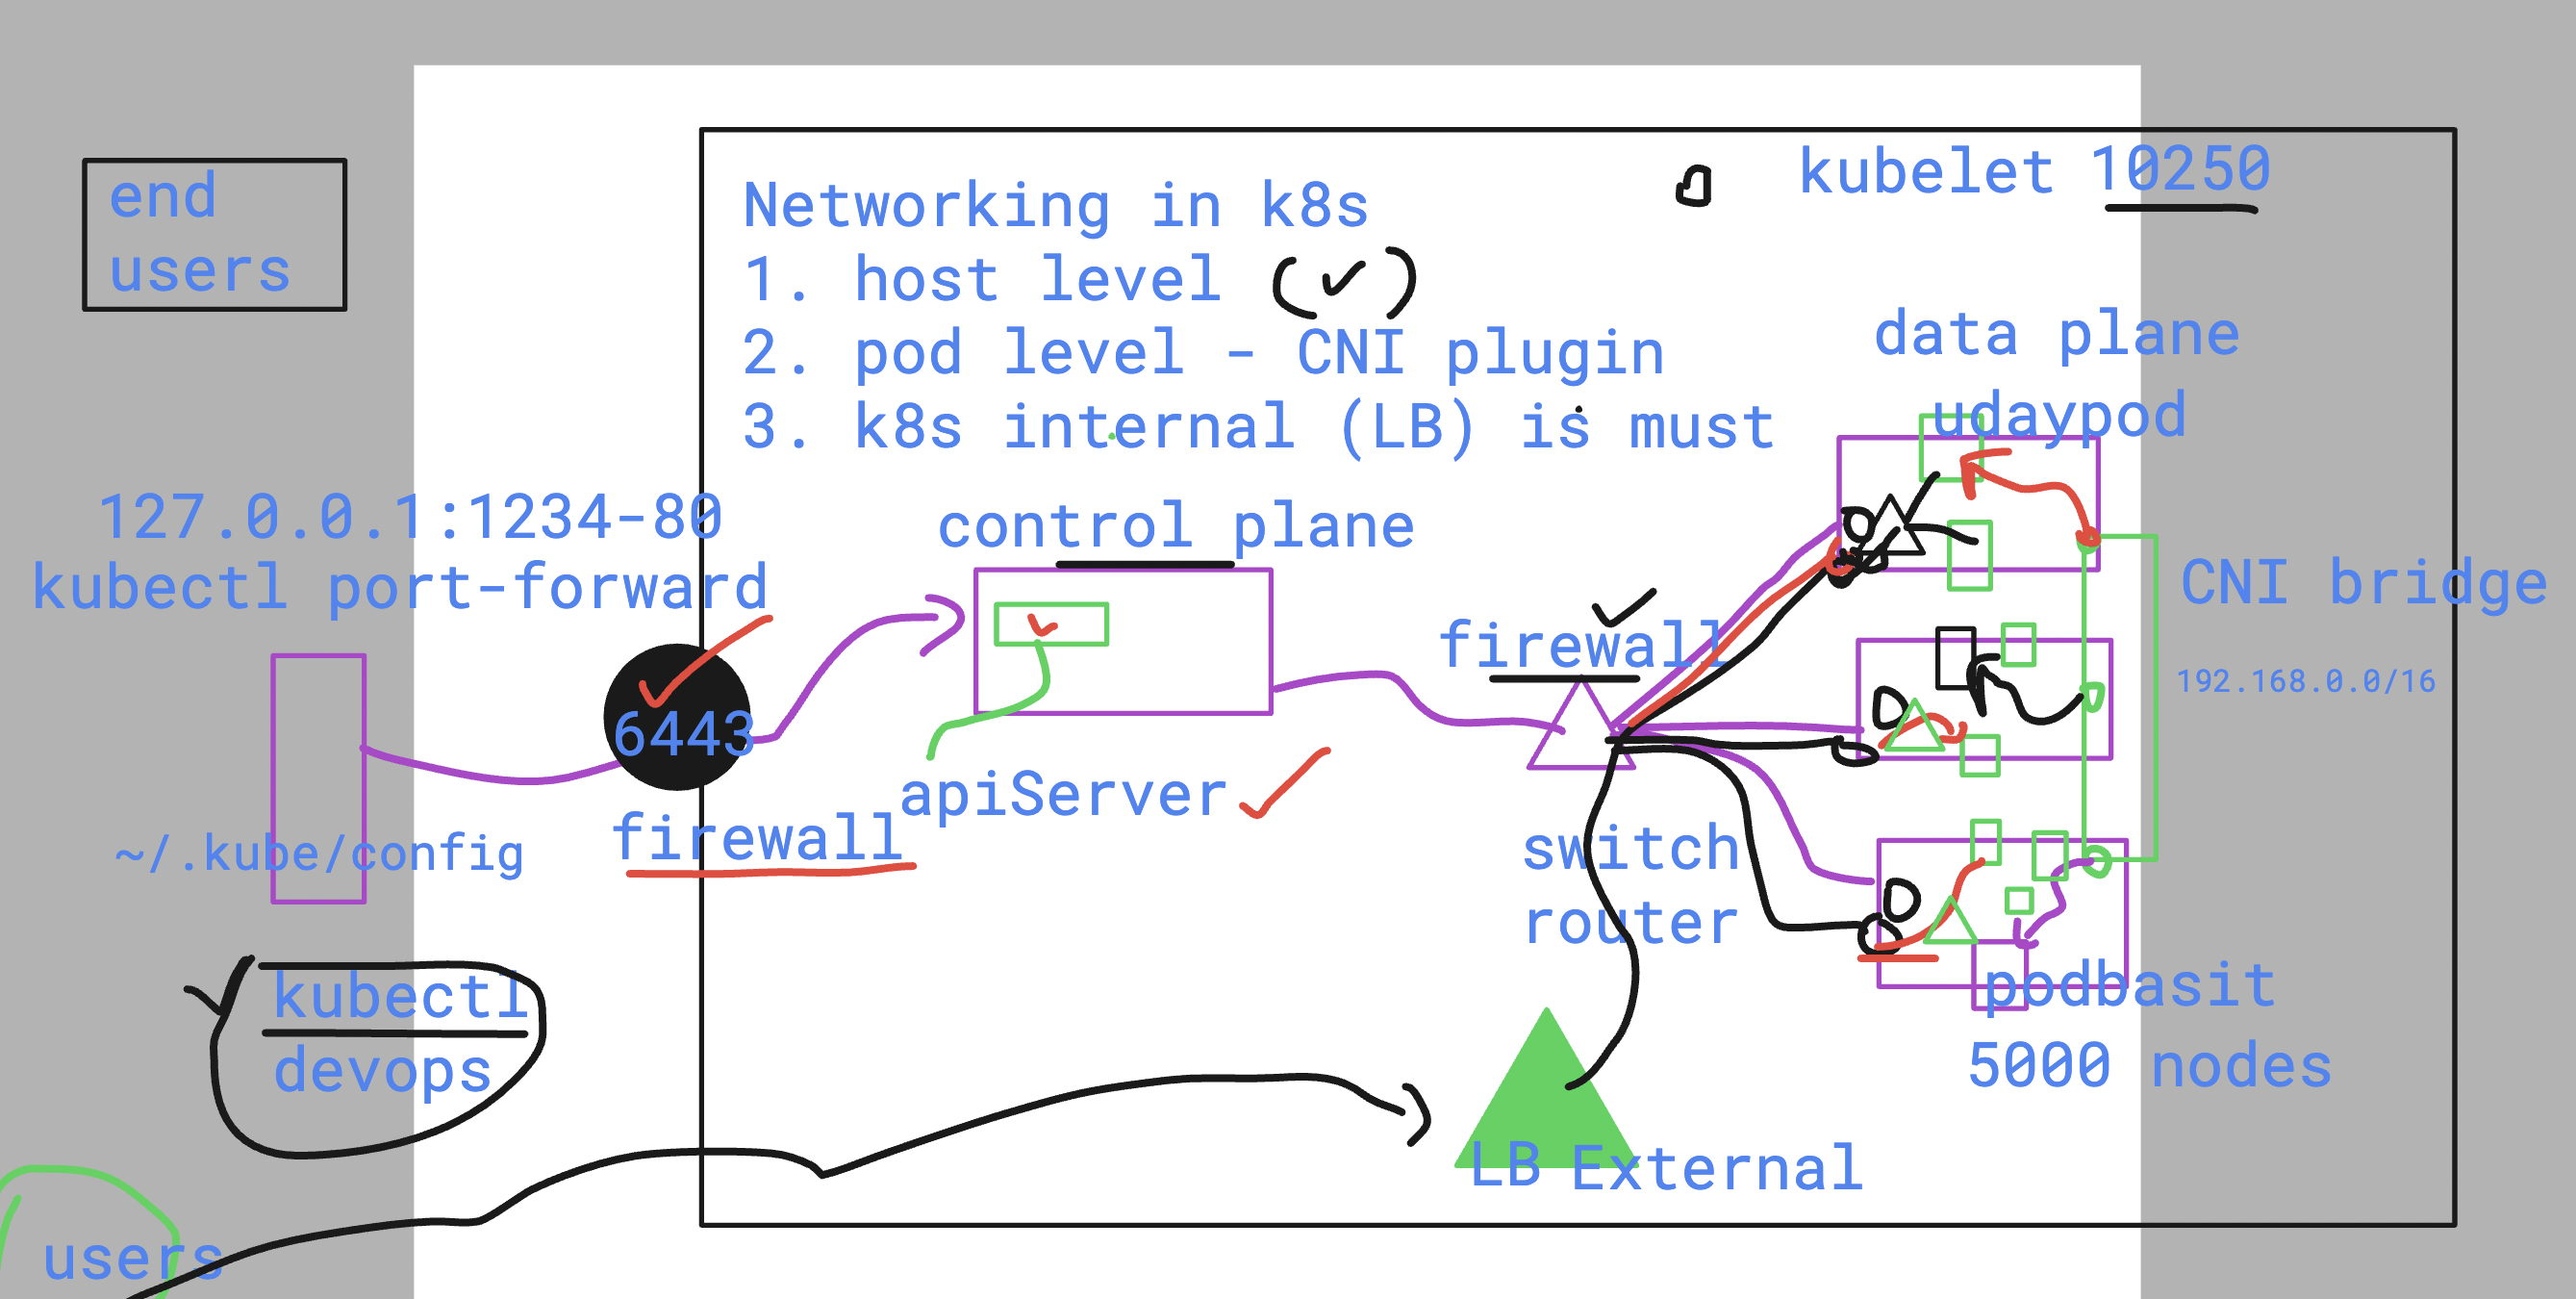 end
users
Networking in k8s
1. host level
2. pod level - CNI plugin
3. k8s internal (LB) is must
kubelet 10250
data plane
udaypod
127.0.0.1:1234-80
kubectl port-forward
control plane
CNI bridge
192.168.0.0/16
firewall
6443
apiServer
firewall
~/.kube/config
switch
router
kubectl
devops
podbasit
5000 nodes
LB External
users